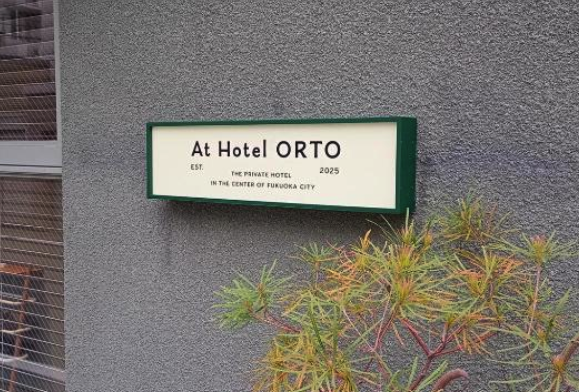 At Hotel ORTO
EST. 2025
THE PRIVATE HOTEL
IN THE CENTER OF FUKUOKA CITY